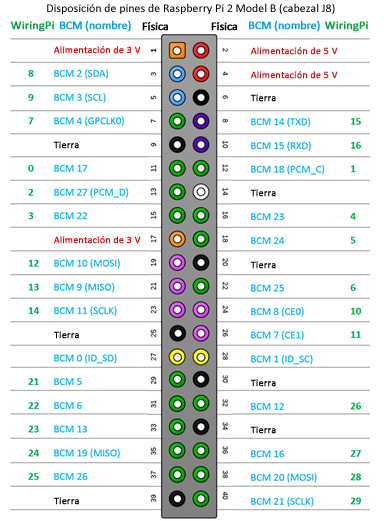 Disposición de pines de Raspberry Pi 2 Model B (cabezal J8)
WiringPi BCM (nombre) Física BCM (nombre) WiringPi
Alimentación de 3 V 1 2 Alimentación de 5 V
8 BCM 2 (SDA) 3 4 Alimentación de 5 V
9 BCM 3 (SCL) 5 6 Tierra
7 BCM 4 (GPCLK0) 7 8 BCM 14 (TXD) 15
Tierra 9 10 BCM 15 (RXD) 16
0 BCM 17 11 12 BCM 18 (PCM_C) 1
2 BCM 27 (PCM_D) 13 14 Tierra
3 BCM 22 15 16 BCM 23 4
Alimentación de 3 V 17 18 BCM 24 5
12 BCM 10 (MOSI) 19 20 Tierra
13 BCM 9 (MISO) 21 22 BCM 25 6
14 BCM 11 (SCLK) 23 24 BCM 8 (CE0) 10
Tierra 25 26 BCM 7 (CE1) 11
BCM 0 (ID_SD) 27 28 BCM 1 (ID_SC)
21 BCM 5 29 30 Tierra
22 BCM 6 31 32 BCM 12 26
23 BCM 13 33 34 Tierra
24 BCM 19 (MISO) 35 36 BCM 16 27
25 BCM 26 37 38 BCM 20 (MOSI) 28
Tierra 39 40 BCM 21 (SCLK) 29